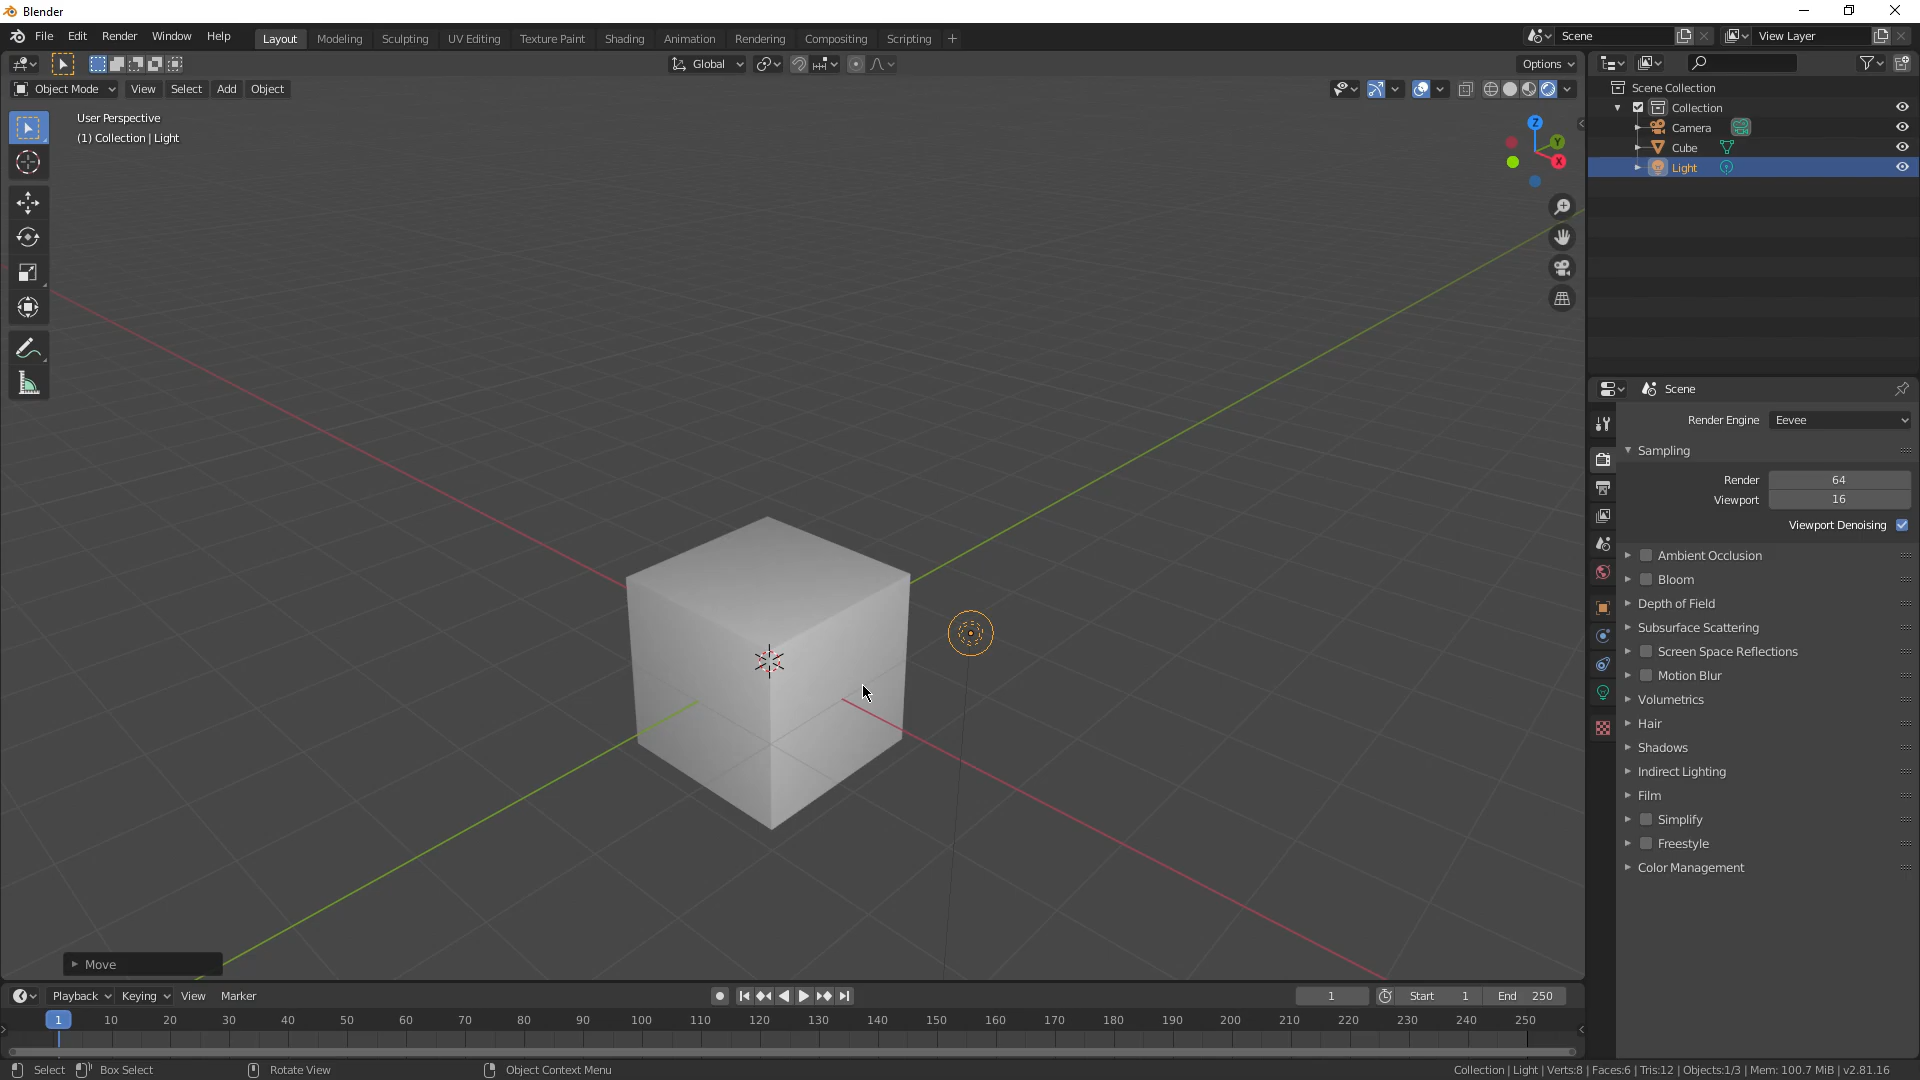 Blender
File Edit Render Window Help
Layout Modeling Sculpting UV Editing Texture Paint Shading Animation Rendering Compositing Scripting +
Scene
View Layer
Global
Options
Object Mode View Select Add Object
User Perspective
(1) Collection | Light
Z
Y
X
Scene Collection
Collection
Camera
Cube
Light
Scene
Render Engine Eevee
Sampling
Render 64
Viewport 16
Viewport Denoising
Ambient Occlusion
Bloom
Depth of Field
Subsurface Scattering
Screen Space Reflections
Motion Blur
Volumetrics
Hair
Shadows
Indirect Lighting
Film
Simplify
Freestyle
Color Management
Move
Playback Keying View Marker
1 Start 1 End 250
1 10 20 30 40 50 60 70 80 90 100 110 120 130 140 150 160 170 180 190 200 210 220 230 240 250
Select Box Select Rotate View Object Context Menu
Collection | Light | Verts:8 | Faces:6 | Tris:12 | Objects:1/3 | Mem: 100.7 MiB | v2.81.16